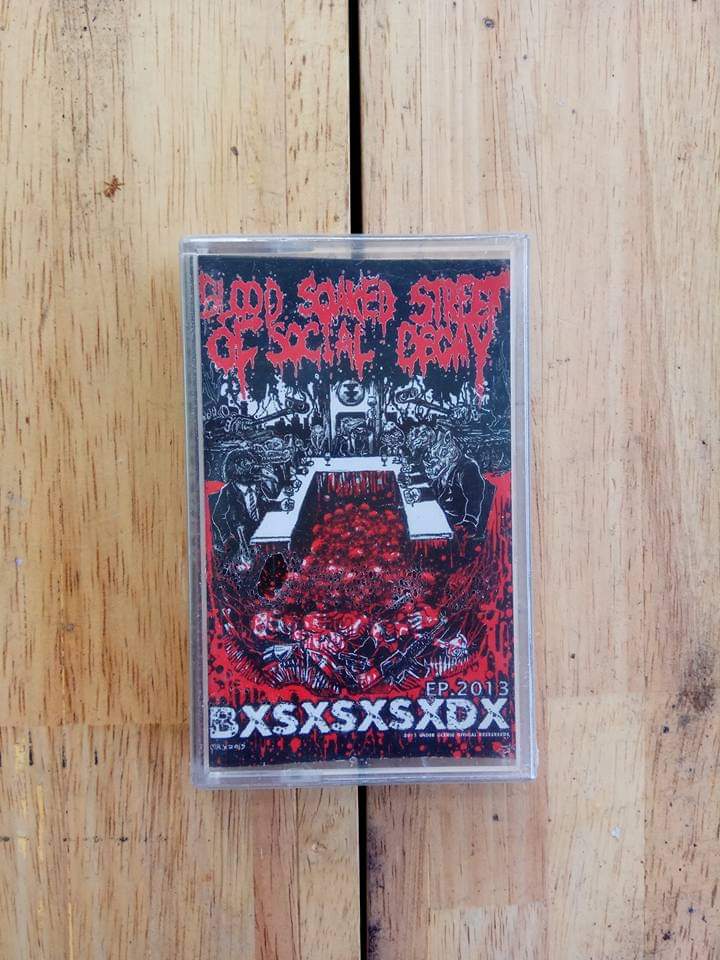 BLOOD SOAKED STREET
OF SOCIAL DECAY
EP.2013
BXSXSXSXDX